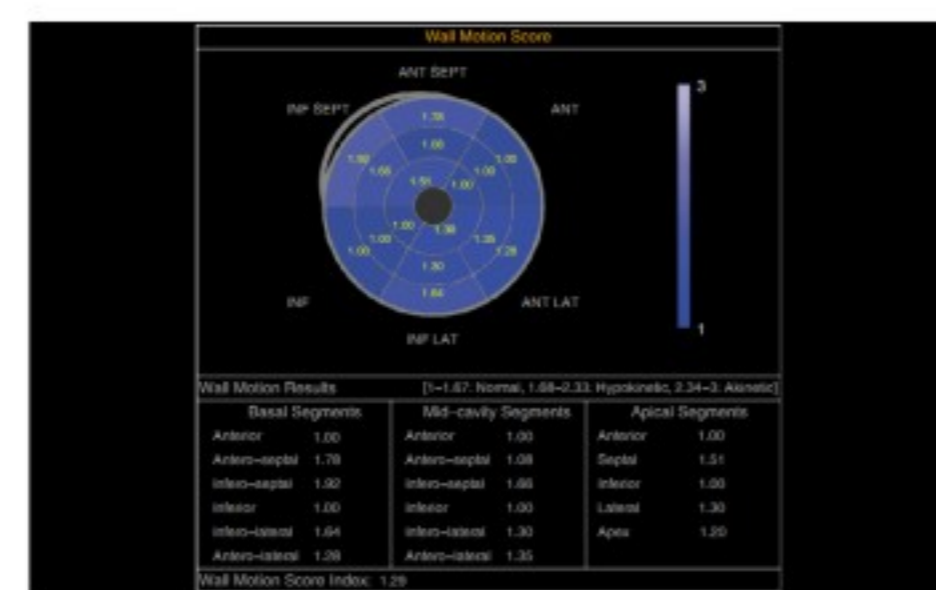 Wall Motion Score
ANT SEPT
INF SEPT
ANT
3
1.78
1.08
1.92
1.66
1.51
1.00
1.00
1.00
1.00
1.00
1.00
1.30
1.35
1.28
1.30
1.64
INF
ANT LAT
INF LAT
1
Wall Motion Results [1-1.67: Normal, 1.68-2.33: Hypokinetic, 2.34-3: Akinetic]
Basal Segments Mid-cavity Segments Apical Segments
Anterior 1.00 Anterior 1.00 Anterior 1.00
Antero-septal 1.78 Antero-septal 1.08 Septal 1.51
Infero-septal 1.92 Infero-septal 1.66 Inferior 1.00
Inferior 1.00 Inferior 1.00 Lateral 1.30
Infero-lateral 1.64 Infero-lateral 1.30 Apex 1.20
Antero-lateral 1.28 Antero-lateral 1.35
Wall Motion Score Index: 1.29